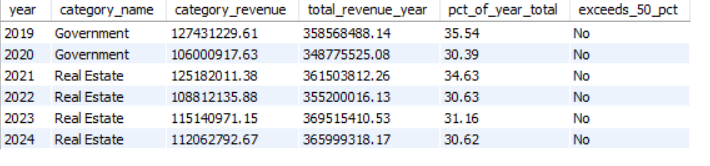 year category_name category_revenue total_revenue_year pct_of_year_total exceeds_50_pct
2019 Government 127431229.61 358568488.14 35.54 No
2020 Government 106000917.63 348775525.08 30.39 No
2021 Real Estate 125182011.38 361503812.26 34.63 No
2022 Real Estate 108812135.88 355200016.13 30.63 No
2023 Real Estate 115140971.15 369515410.53 31.16 No
2024 Real Estate 112062792.67 365999318.17 30.62 No